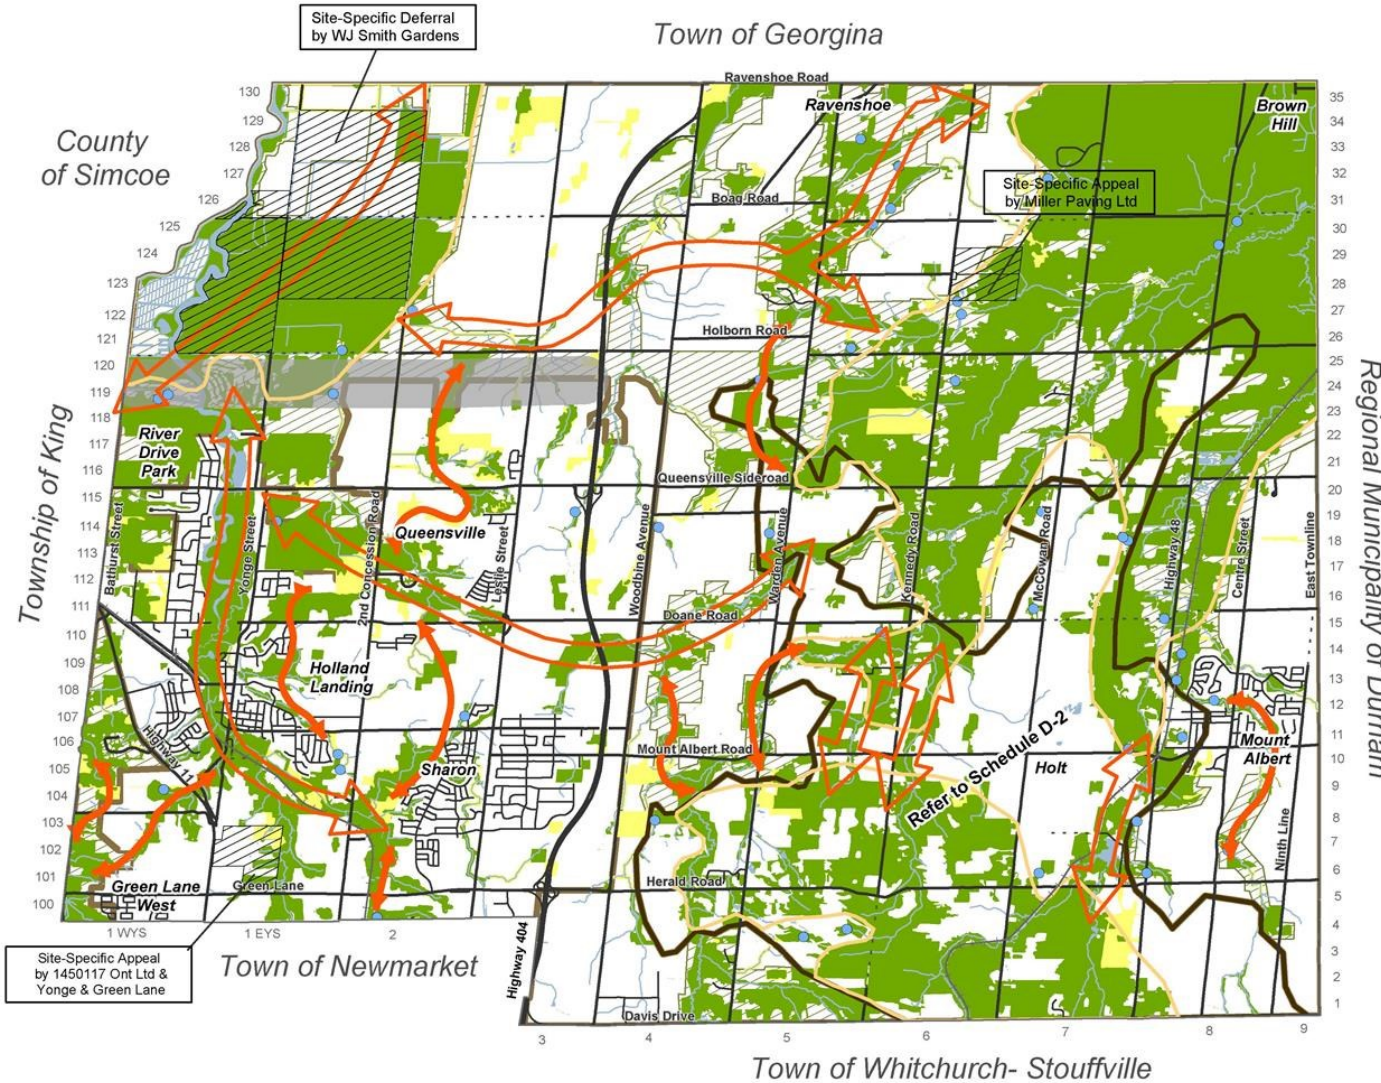 Site-Specific Deferral
by WJ Smith Gardens
Town of Georgina
Ravenshoe Road
Ravenshoe
Brown
Hill
County
of Simcoe
Site-Specific Appeal
by Miller Paving Ltd
Boag Road
Holborn Road
Township of King
Regional Municipality of Durham
River
Drive
Park
Queensville Sideroad
Queensville
Bathurst Street
Yonge Street
2nd Concession Road
Leslie Street
Woodbine Avenue
Warden Avenue
Kennedy Road
McCowan Road
Highway 48
Centre Street
East Townline
Doane Road
Holland
Landing
Highway 11
Sharon
Mount Albert Road
Refer to Schedule D-2
Holt
Mount
Albert
Ninth Line
Green Lane
West
Green Lane
Herald Road
Highway 404
Davis Drive
Site-Specific Appeal
by 1450117 Ont Ltd &
Yonge & Green Lane
Town of Newmarket
Town of Whitchurch- Stouffville
130
129
128
127
126
125
124
123
122
121
120
119
118
117
116
115
114
113
112
111
110
109
108
107
106
105
104
103
102
101
100
35
34
33
32
31
30
29
28
27
26
25
24
23
22
21
20
19
18
17
16
15
14
13
12
11
10
9
8
7
6
5
4
3
2
1
1 WYS
1 EYS
2
3
4
5
6
7
8
9